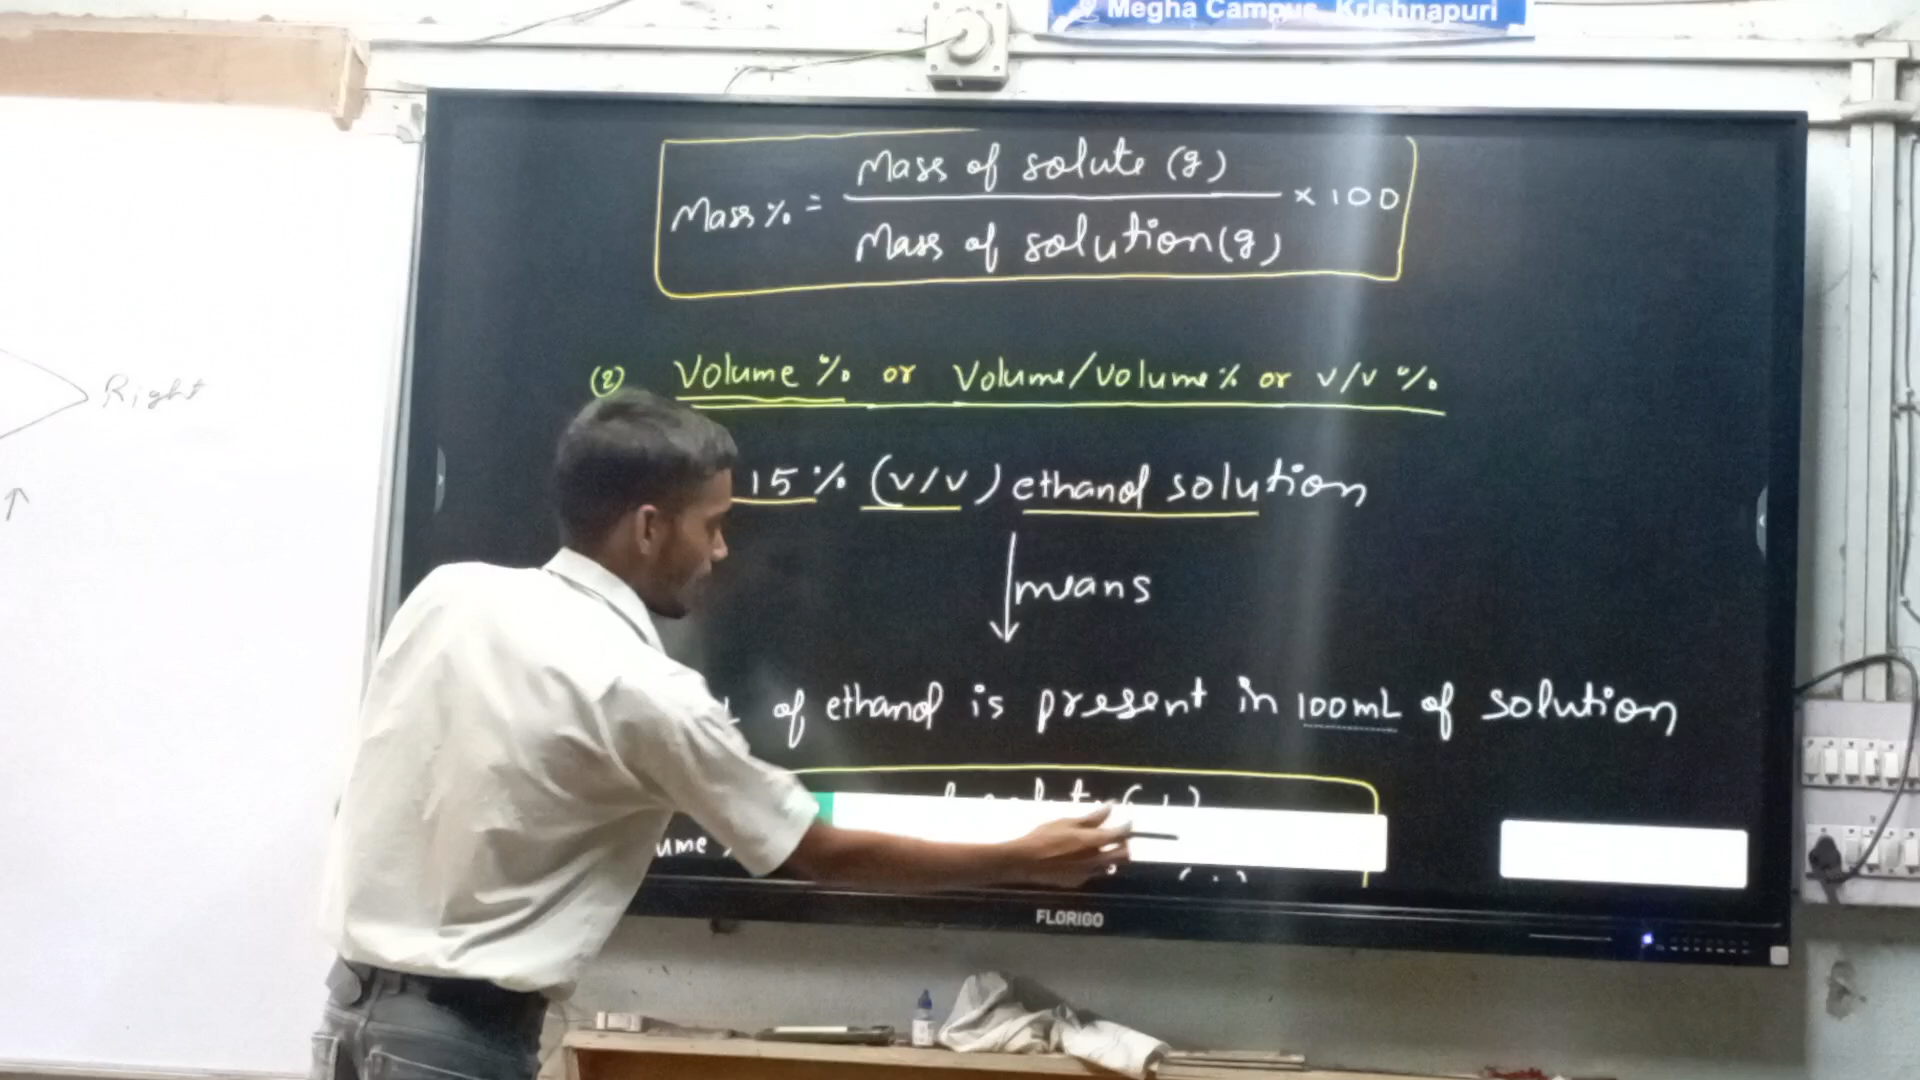 Megha Campus, Krishnapuri
Mass % = Mass of solute (g)
Mass of solution (g) × 100
(2) Volume % or Volume/Volume % or v/v %
15% (v/v) ethanol solution
means
of ethanol is present in 100mL of solution
FLORIGO
Right